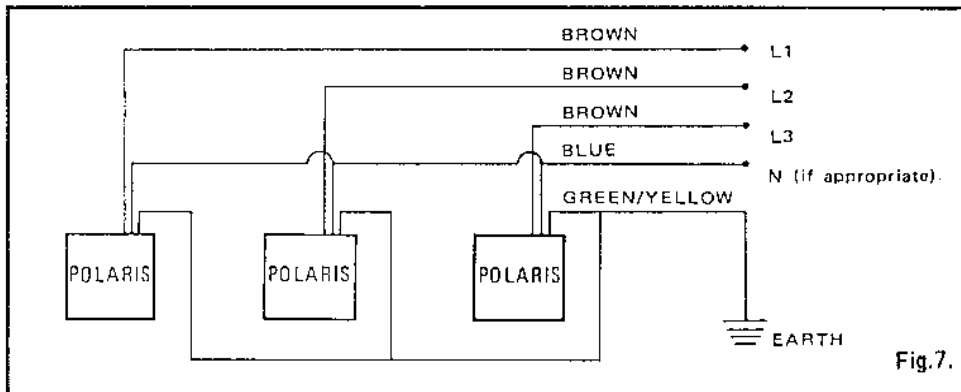 BROWN
L1
BROWN
L2
BROWN
L3
BLUE
N (if appropriate).
GREEN/YELLOW
POLARIS
POLARIS
POLARIS
EARTH
Fig.7.